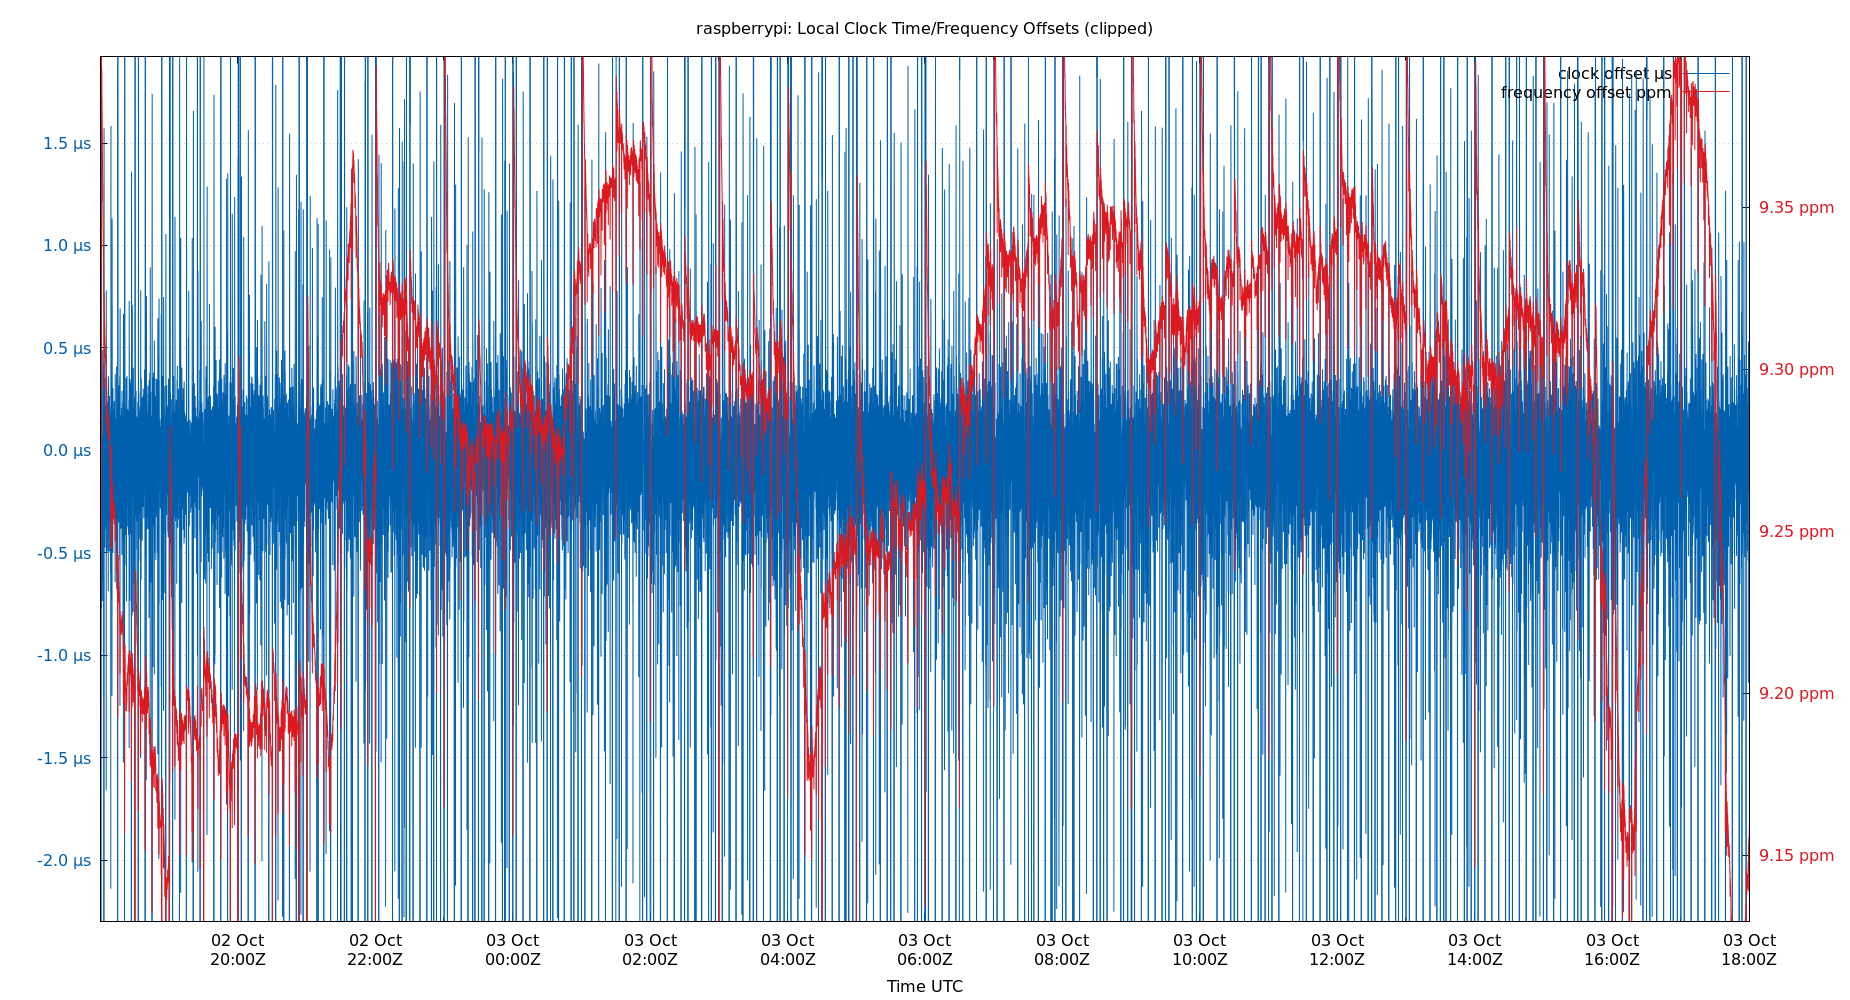 raspberrypi: Local Clock Time/Frequency Offsets (clipped)
clock offset µs
frequency offset ppm
1.5 µs
1.0 µs
0.5 µs
0.0 µs
-0.5 µs
-1.0 µs
-1.5 µs
-2.0 µs
9.35 ppm
9.30 ppm
9.25 ppm
9.20 ppm
9.15 ppm
02 Oct
20:00Z
02 Oct
22:00Z
03 Oct
00:00Z
03 Oct
02:00Z
03 Oct
04:00Z
03 Oct
06:00Z
03 Oct
08:00Z
03 Oct
10:00Z
03 Oct
12:00Z
03 Oct
14:00Z
03 Oct
16:00Z
03 Oct
18:00Z
Time UTC